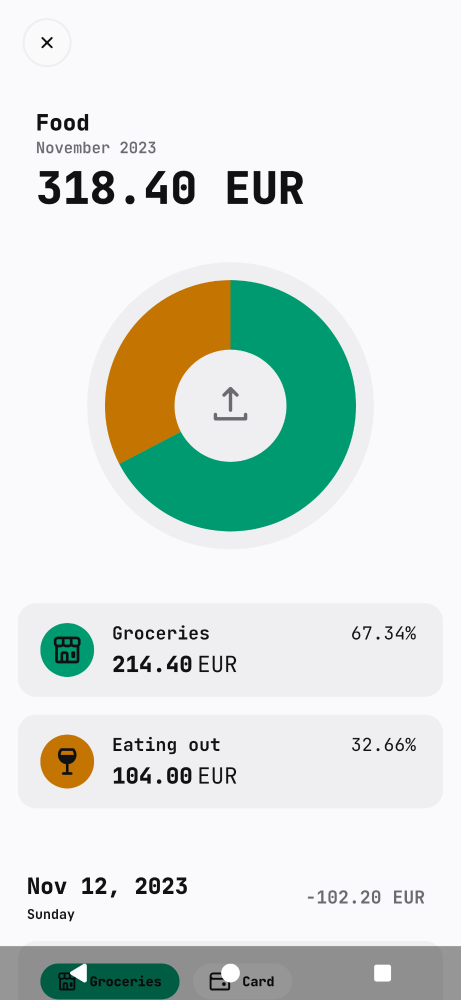 Food
November 2023
318.40 EUR
Groceries 67.34%
214.40 EUR
Eating out 32.66%
104.00 EUR
Nov 12, 2023
-102.20 EUR
Sunday
Groceries Card